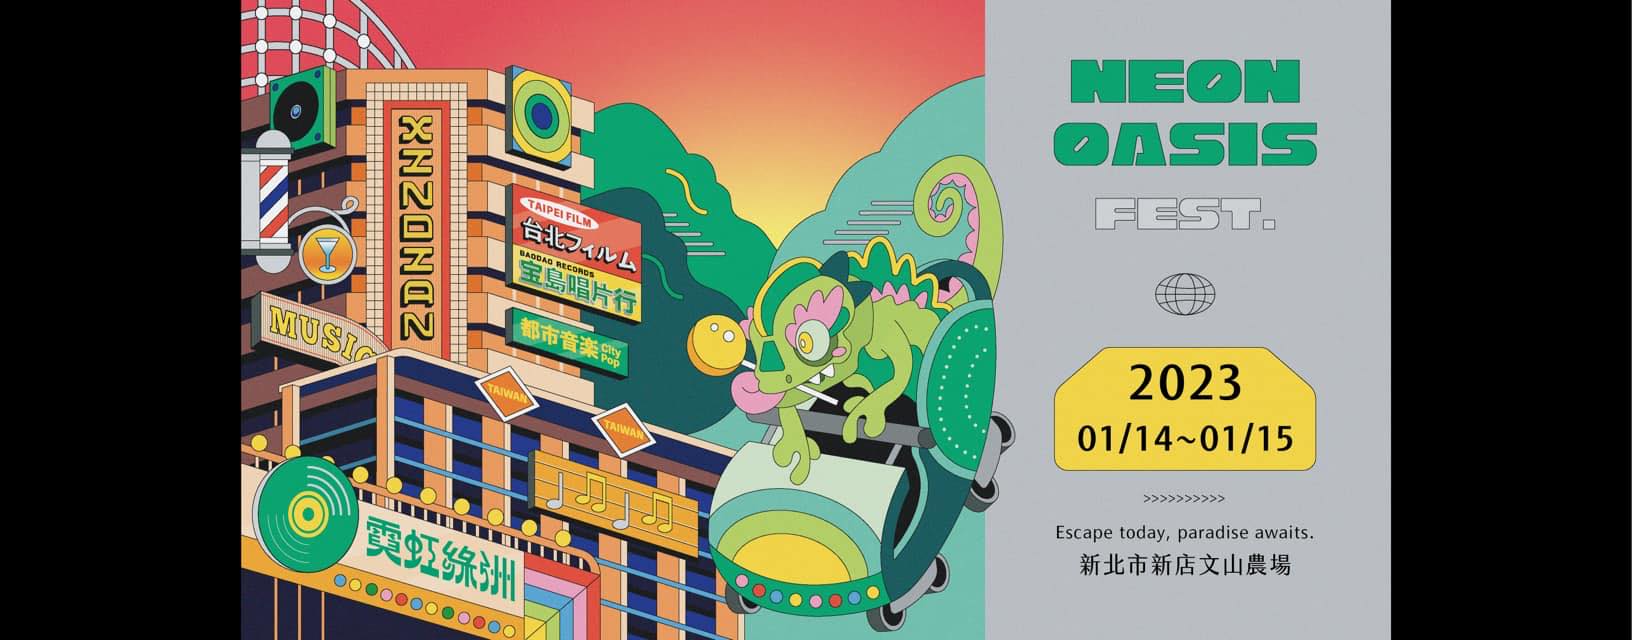 ZANDNHX
MUSIC
TAIPEI FILM
台北フィルム
BAODAO RECORDS
宝島唱片行
都市音楽
City
Pop
TAIWAN
TAIWAN
霓虹綠洲
NEON
OASIS
FEST.
2023
01/14~01/15
>>>>>>>>>>
Escape today, paradise awaits.
新北市新店文山農場